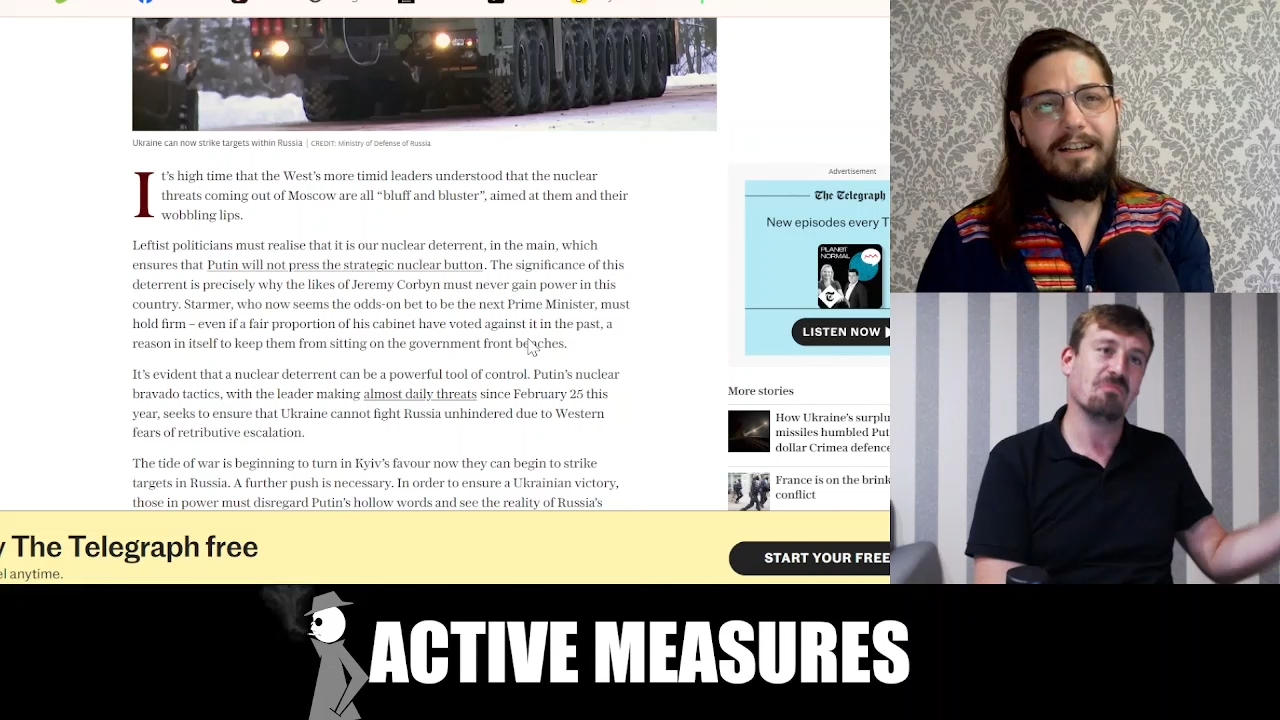 Ukraine can now strike targets within Russia | CREDIT: Ministry of Defense of Russia
It's high time that the West's more timid leaders understood that the nuclear
threats coming out of Moscow are all “bluff and bluster”, aimed at them and their
wobbling lips.
Leftist politicians must realise that it is our nuclear deterrent, in the main, which
ensures that Putin will not press the strategic nuclear button. The significance of this
deterrent is precisely why the likes of Jeremy Corbyn must never gain power in this
country. Starmer, who now seems the odds-on bet to be the next Prime Minister, must
hold firm – even if a fair proportion of his cabinet have voted against it in the past, a
reason in itself to keep them from sitting on the government front benches.
It's evident that a nuclear deterrent can be a powerful tool of control. Putin's nuclear
bravado tactics, with the leader making almost daily threats since February 25 this
year, seeks to ensure that Ukraine cannot fight Russia unhindered due to Western
fears of retributive escalation.
The tide of war is beginning to turn in Kyiv's favour now they can begin to strike
targets in Russia. A further push is necessary. In order to ensure a Ukrainian victory,
those in power must disregard Putin's hollow words and see the reality of Russia's
Advertisement
The Telegraph
New episodes every T
PLANET
NORMAL
LISTEN NOW
More stories
How Ukraine's surplu
missiles humbled Put
dollar Crimea defence
France is on the brink
conflict
y The Telegraph free
el anytime.
START YOUR FREE
ACTIVE MEASURES